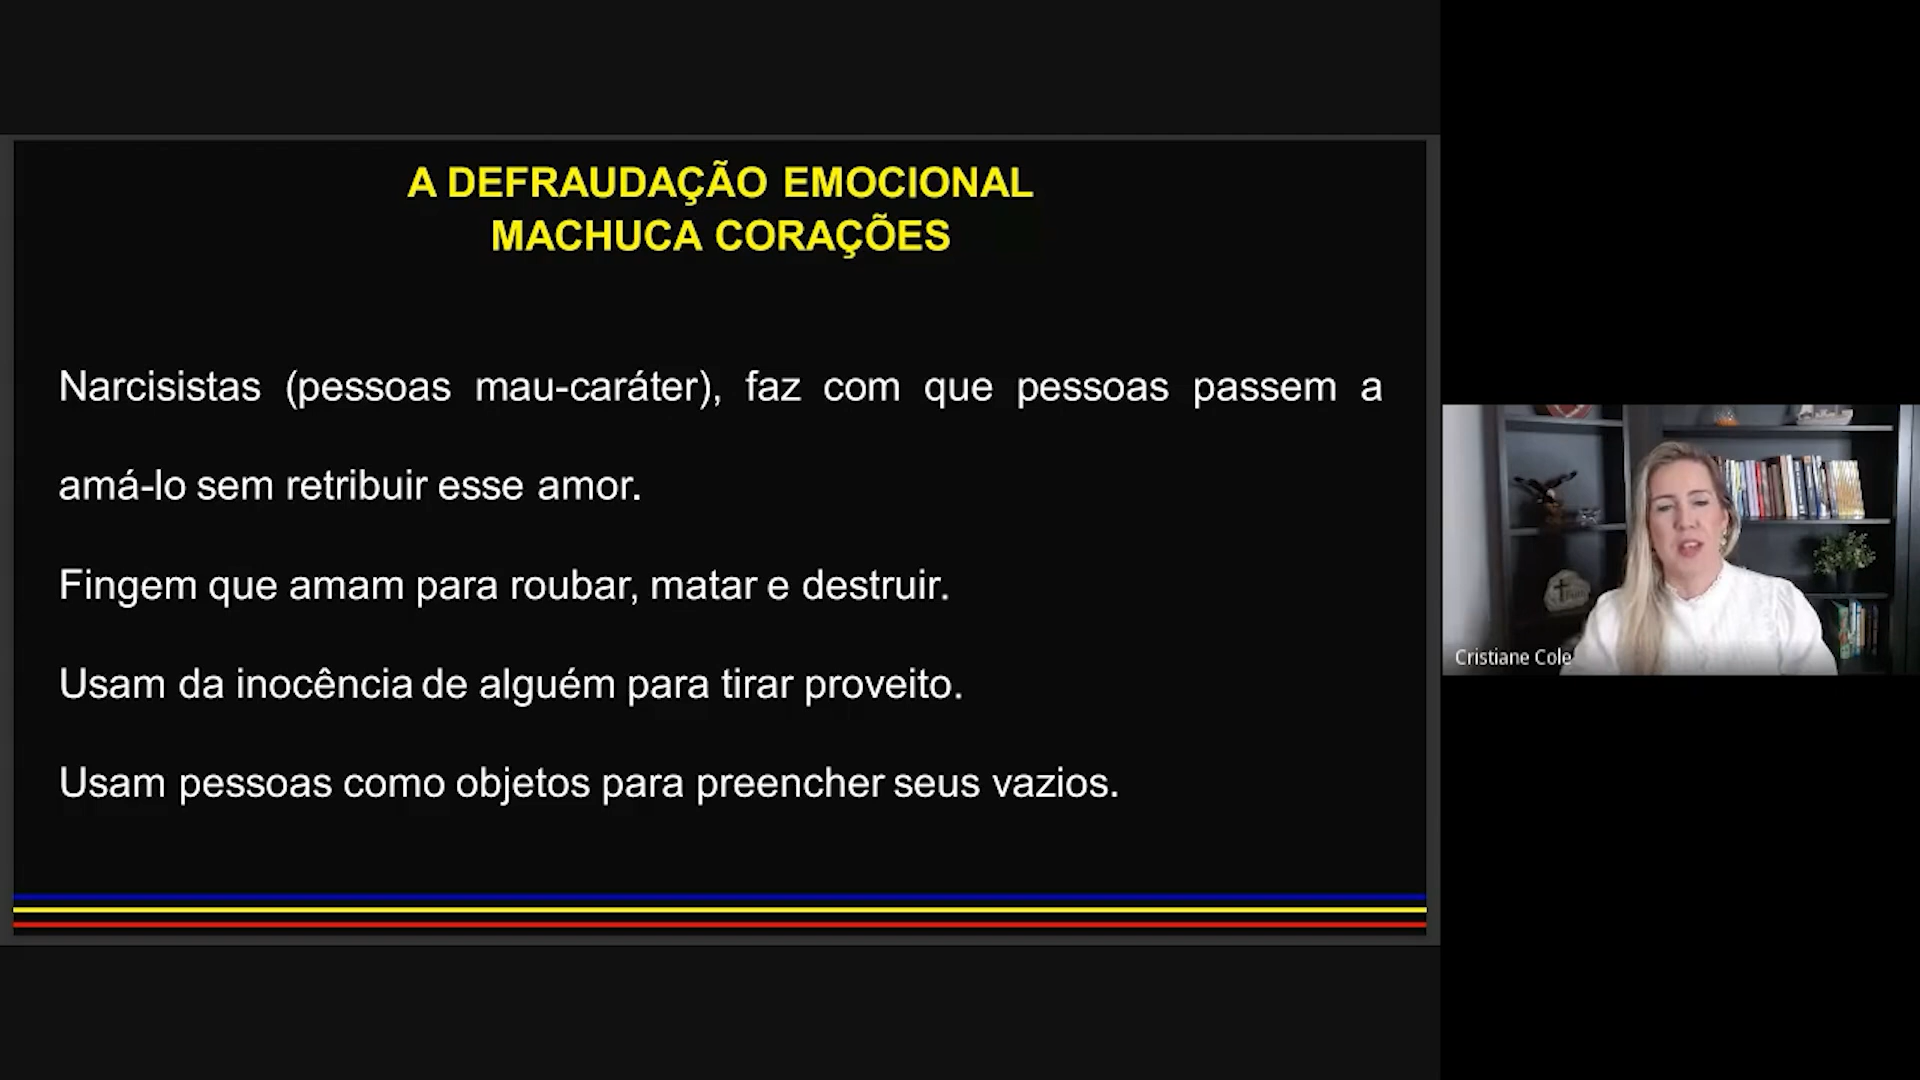 A DEFRAUDAÇÃO EMOCIONAL
MACHUCA CORAÇÕES
Narcisistas (pessoas mau-caráter), faz com que pessoas passem a
amá-lo sem retribuir esse amor.
Fingem que amam para roubar, matar e destruir.
Usam da inocência de alguém para tirar proveito.
Usam pessoas como objetos para preencher seus vazios.
Cristiane Cole